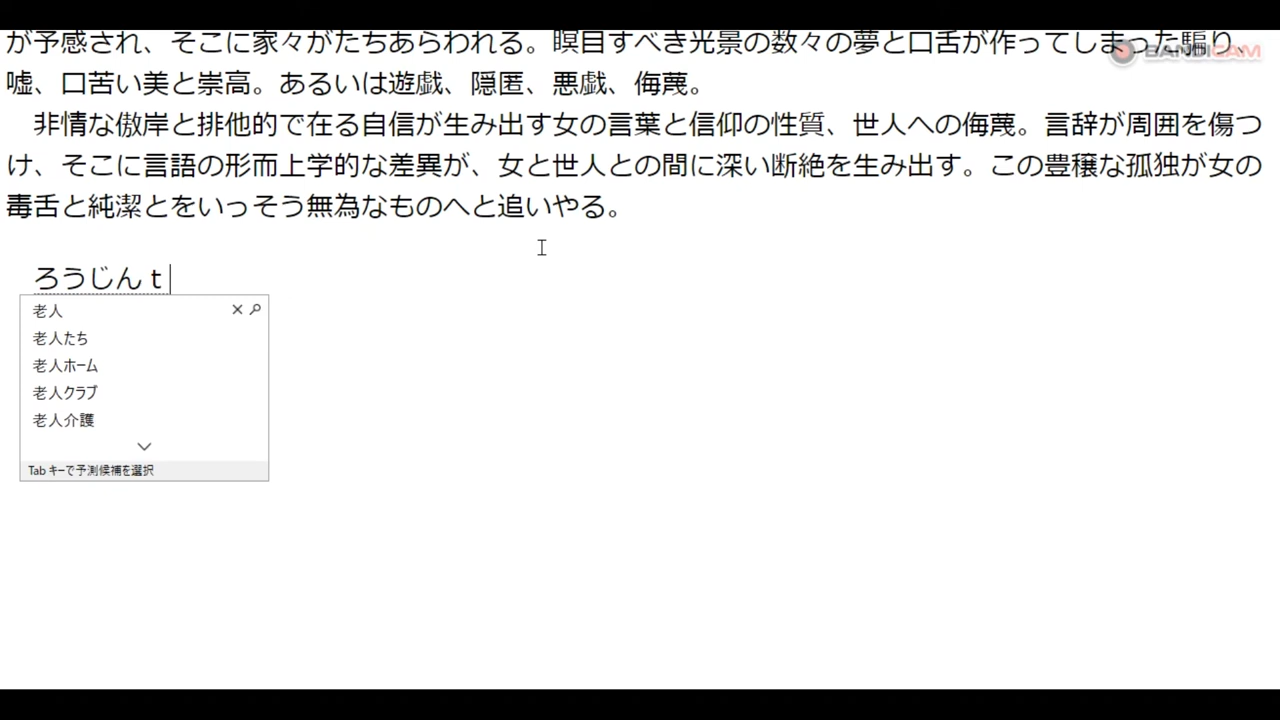 が予感され、そこに家々がたちあらわれる。瞑目すべき光景の数々の夢と口舌が作ってしまった騙り、
BANDICAM
嘘、口苦い美と崇高。あるいは遊戯、隠匿、悪戯、侮蔑。
非情な傲岸と排他的で在る自信が生み出す女の言葉と信仰の性質、世人への侮蔑。言辞が周囲を傷つ
け、そこに言語の形而上学的な差異が、女と世人との間に深い断絶を生み出す。この豊穣な孤独が女の
毒舌と純潔とをいっそう無為なものへと追いやる。
ろうじんｔ
老人
老人たち
老人ホーム
老人クラブ
老人介護
Tab キーで予測候補を選択